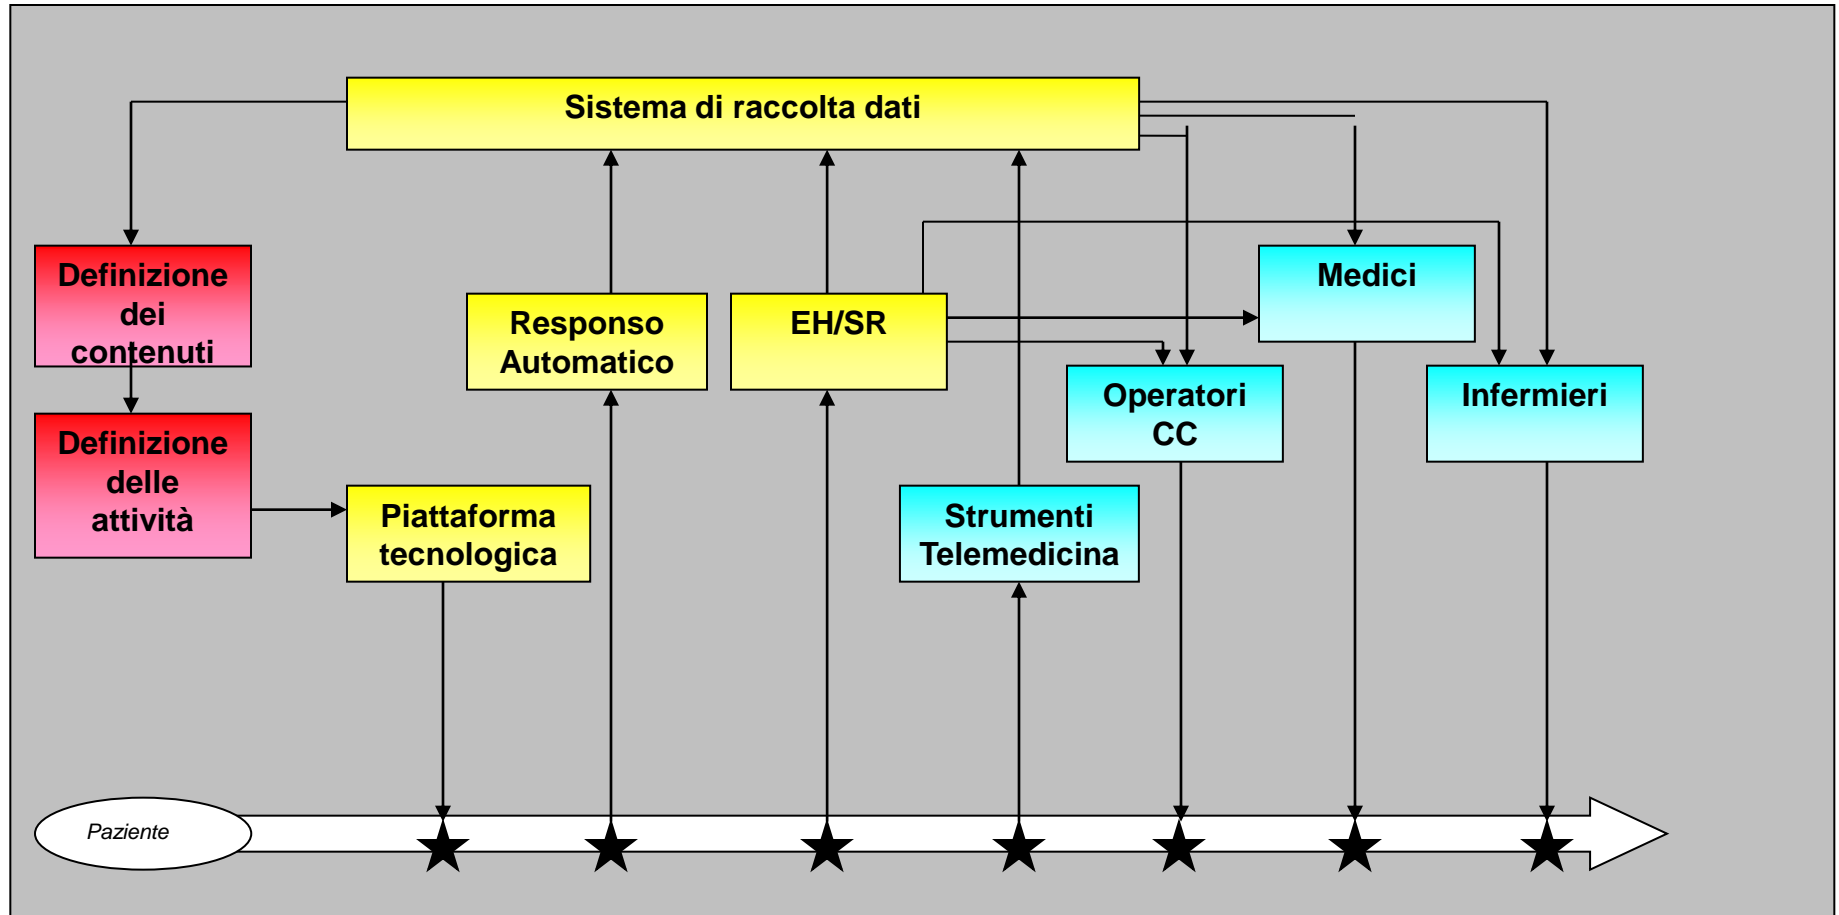 Sistema di raccolta dati
Definizione
dei
contenuti
Responso
Automatico
EH/SR
Medici
Operatori
CC
Infermieri
Definizione
delle
attività
Piattaforma
tecnologica
Strumenti
Telemedicina
Paziente